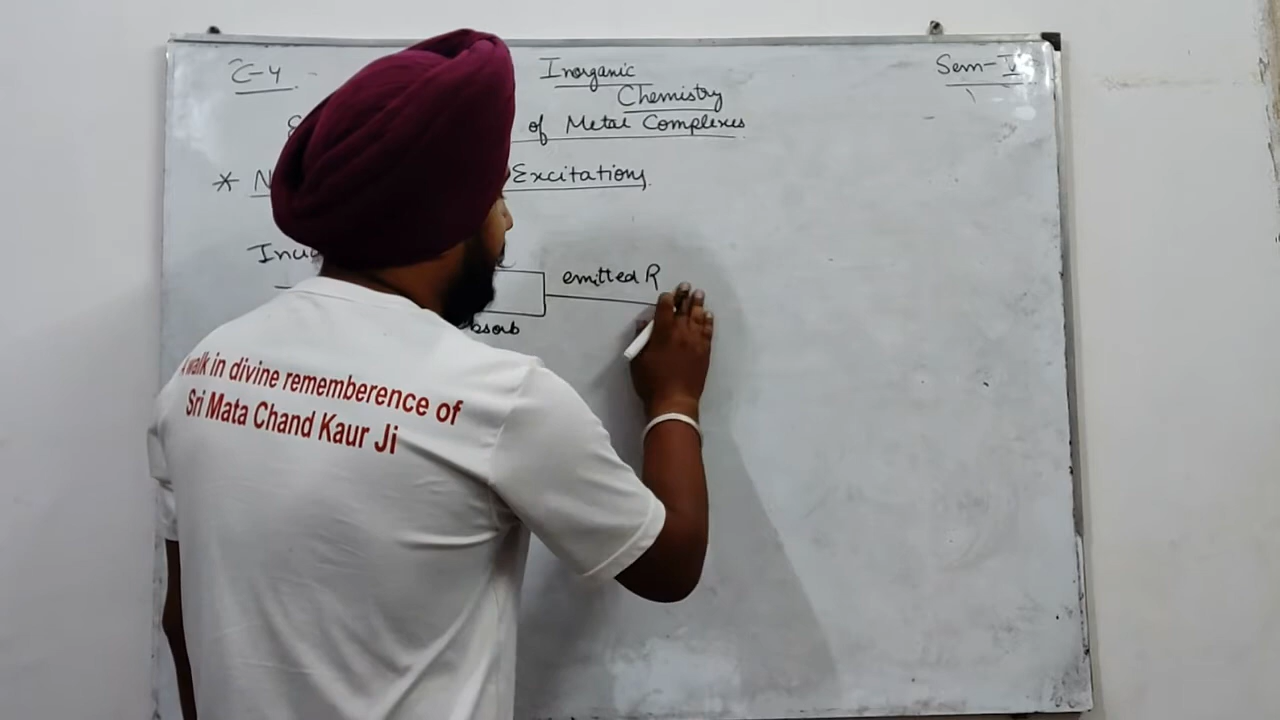 C-4
Inorganic
Chemistry
Sem-V
of Metal Complexes
* Excitations
emitted R
absorb
A walk in divine rememberence of
Sri Mata Chand Kaur Ji